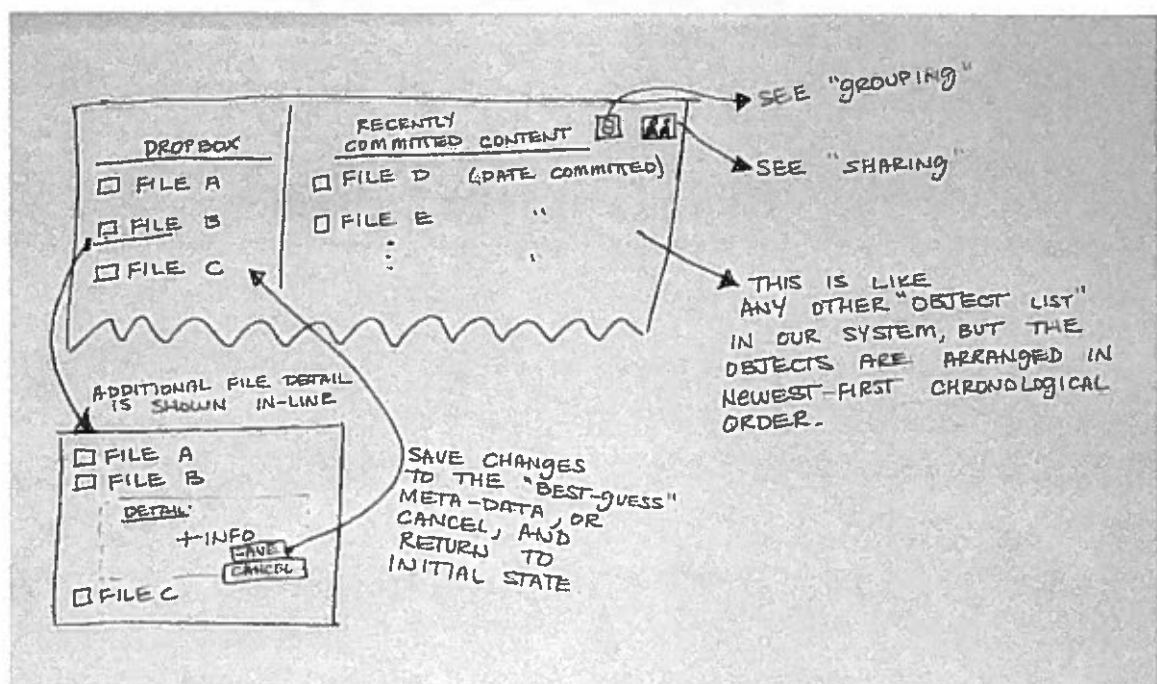 DROPBOX
FILE A
FILE B
FILE C
RECENTLY
COMMITTED CONTENT
FILE D (DATE COMMITTED)
FILE E "
SEE "GROUPING"
SEE "SHARING"
THIS IS LIKE
ANY OTHER "OBJECT LIST"
IN OUR SYSTEM, BUT THE
OBJECTS ARE ARRANGED IN
NEWEST-FIRST CHRONOLOGICAL
ORDER.
ADDITIONAL FILE DETAIL
IS SHOWN IN-LINE
FILE A
FILE B
DETAIL:
+INFO
SAVE
CANCEL
FILE C
SAVE CHANGES
TO THE "BEST-GUESS"
META-DATA, OR
CANCEL, AND
RETURN TO
INITIAL STATE